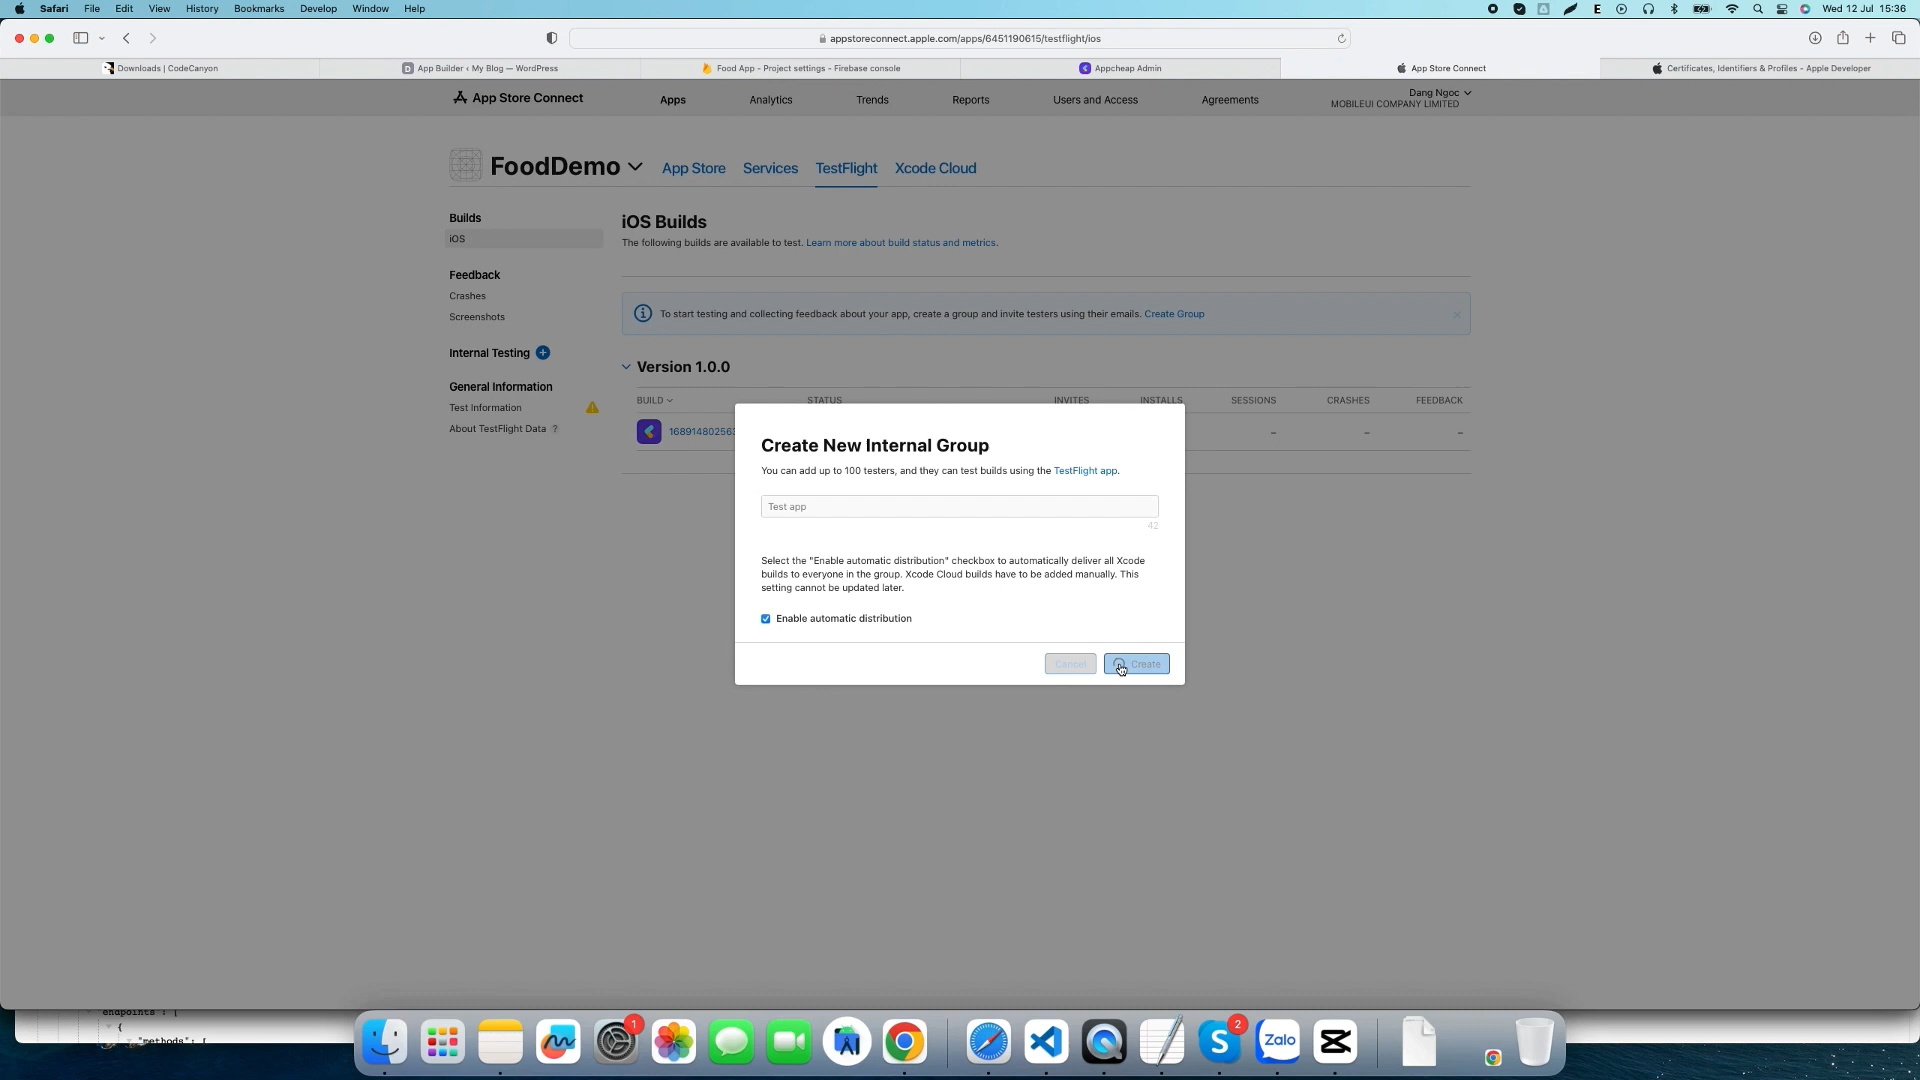 Safari File Edit View History Bookmarks Develop Window Help
E Wed 12 Jul 15:36
appstoreconnect.apple.com/apps/6451190615/testflight/ios
Downloads | CodeCanyon
D App Builder ‹ My Blog — WordPress
Food App - Project settings - Firebase console
Appcheap Admin
App Store Connect
Certificates, Identifiers & Profiles - Apple Developer
App Store Connect
Apps
Analytics
Trends
Reports
Users and Access
Agreements
Dang Ngoc
MOBILEUI COMPANY LIMITED
FoodDemo
App Store
Services
TestFlight
Xcode Cloud
Builds
iOS
Feedback
Crashes
Screenshots
Internal Testing
General Information
Test Information
About TestFlight Data ?
iOS Builds
The following builds are available to test. Learn more about build status and metrics.
To start testing and collecting feedback about your app, create a group and invite testers using their emails. Create Group
Version 1.0.0
BUILD STATUS INVITES INSTALLS SESSIONS CRASHES FEEDBACK
– – –
Create New Internal Group
You can add up to 100 testers, and they can test builds using the TestFlight app.
Test app
42
Select the "Enable automatic distribution" checkbox to automatically deliver all Xcode
builds to everyone in the group. Xcode Cloud builds have to be added manually. This
setting cannot be updated later.
Enable automatic distribution
Cancel
Create
endpoints : [
{
"methods": [
1
2
Zalo